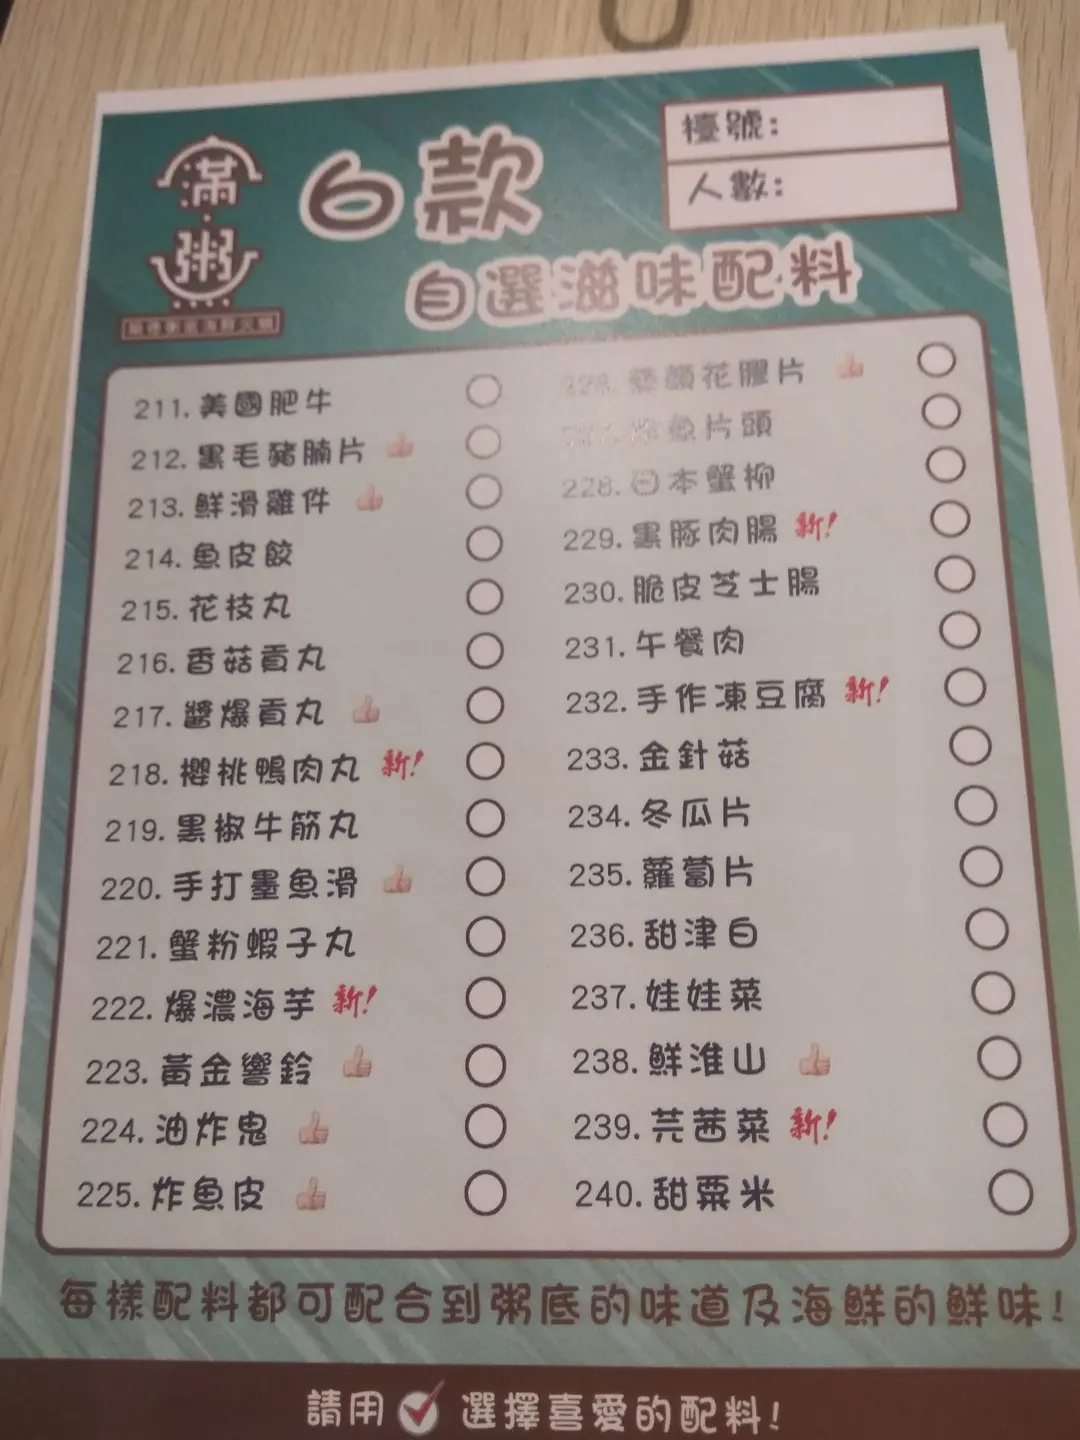 滿
粥
6款
自選滋味配料
檯號:
人數:
211.美國肥牛
212.黑毛豬腩片
213.鮮滑雞件
214.魚皮餃
215.花枝丸
216.香菇貢丸
217.醬爆貢丸
218.櫻桃鴨肉丸 新!
219.黑椒牛筋丸
220.手打墨魚滑
221.蟹粉蝦子丸
222.爆濃海芋 新!
223.黃金響鈴
224.油炸鬼
225.炸魚皮
顏花膠片
魚片頭
228.日本蟹柳
229.黑豚肉腸 新!
230.脆皮芝士腸
231.午餐肉
232.手作凍豆腐 新!
233.金針菇
234.冬瓜片
235.蘿蔔片
236.甜津白
237.娃娃菜
238.鮮淮山
239.芫茜菜 新!
240.甜粟米
每樣配料都可配合到粥底的味道及海鮮的鮮味!
請用 選擇喜愛的配料!